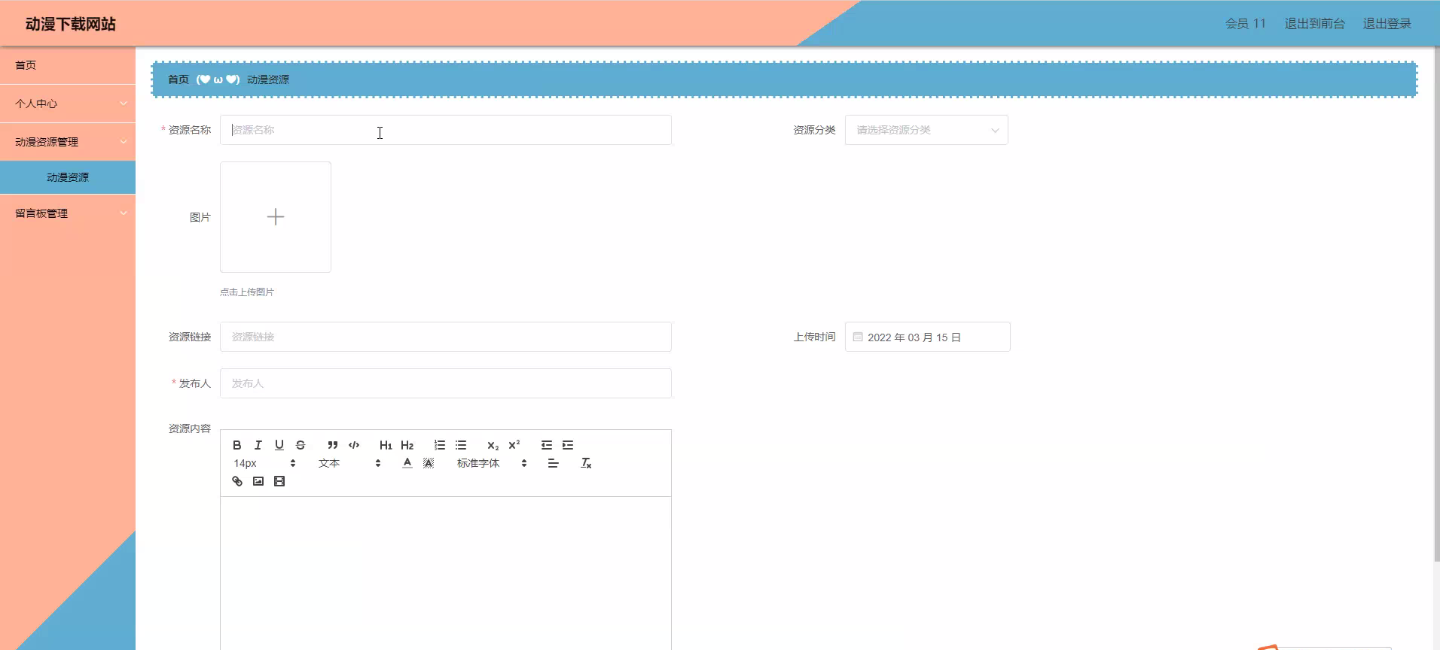 动漫下载网站
会员 11 退出到前台 退出登录
首页
个人中心
动漫资源管理
动漫资源
留言板管理
首页 (♥ ω ♥) 动漫资源
* 资源名称 资源名称 资源分类 请选择资源分类
图片
点击上传图片
资源链接 资源链接 上传时间 2022 年 03 月 15 日
* 发布人 发布人
资源内容
B I U S ” </> H1 H2 X₂ X²
14px 文本 A A 标准字体 Tx